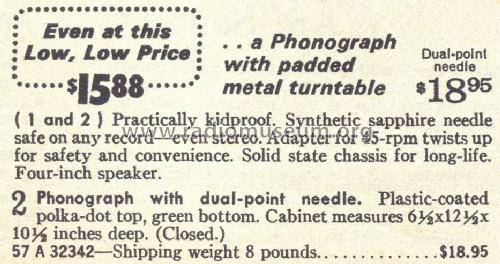 Even at this
Low, Low Price
$15.88
. . a Phonograph
with padded
metal turntable
Dual-point
needle
$18.95
( 1 and 2 ) Practically kidproof. Synthetic sapphire needle
safe on any record—even stereo. Adapter for 45-rpm twists up
for safety and convenience. Solid state chassis for long-life.
Four-inch speaker.
www.radiomuseum.org
2 Phonograph with dual-point needle. Plastic-coated
polka-dot top, green bottom. Cabinet measures 6½x12½x
10½ inches deep. (Closed.)
57 A 32342—Shipping weight 8 pounds..............$18.95